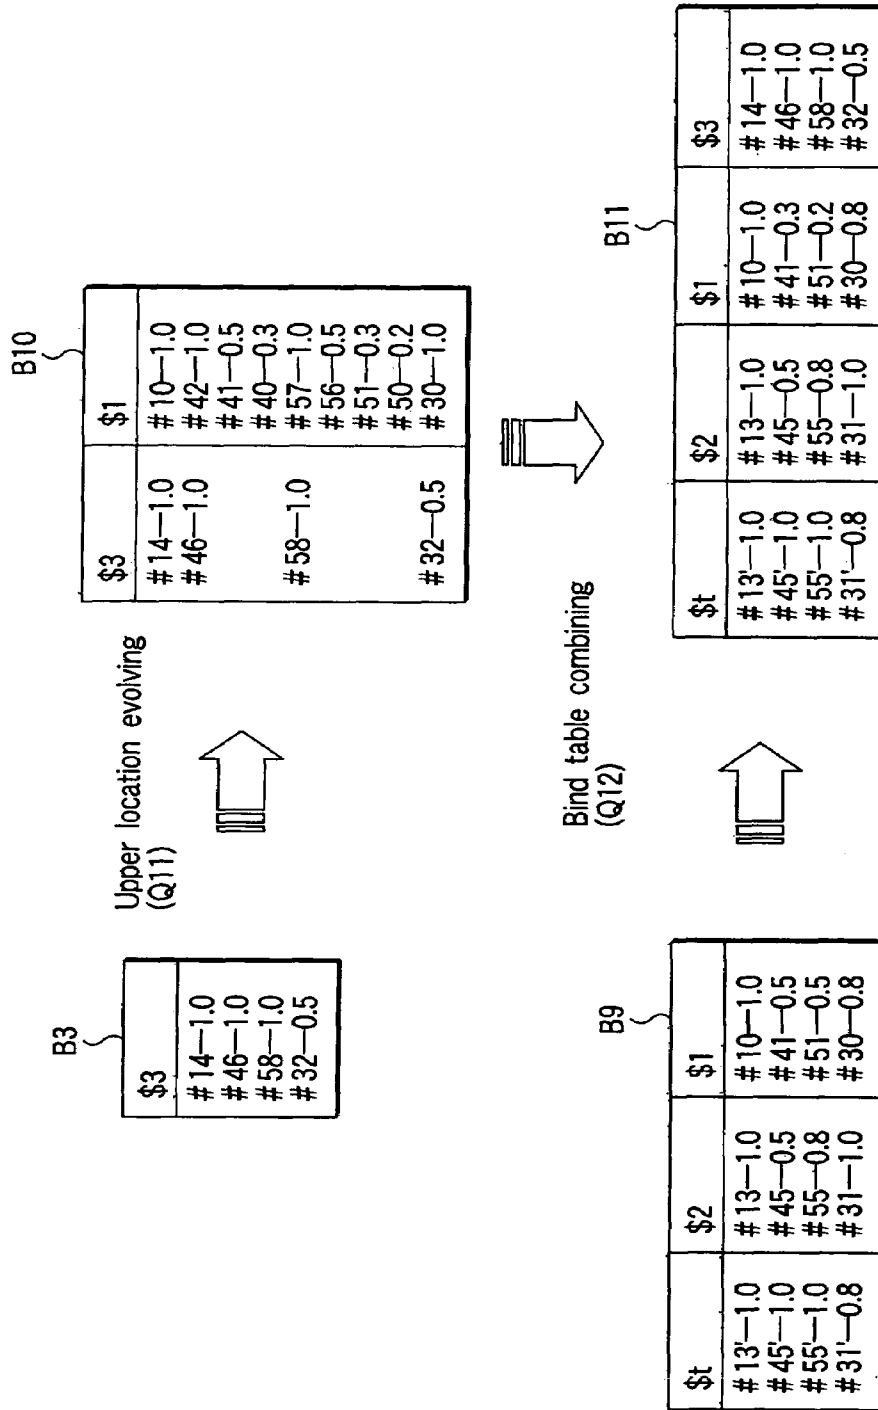 B3
$3
#14—1.0
#46—1.0
#58—1.0
#32—0.5
Upper location evolving
(Q11)
B10
$3 $1
#14—1.0 #10—1.0
#46—1.0 #42—1.0
#41—0.5
#40—0.3
#58—1.0 #57—1.0
#56—0.5
#51—0.3
#50—0.2
#32—0.5 #30—1.0
B9
$t $2 $1
#13'—1.0 #13—1.0 #10—1.0
#45'—1.0 #45—0.5 #41—0.5
#55'—1.0 #55—0.8 #51—0.5
#31'—0.8 #31—1.0 #30—0.8
Bind table combining
(Q12)
B11
$t $2 $1 $3
#13'—1.0 #13—1.0 #10—1.0 #14—1.0
#45'—1.0 #45—0.5 #41—0.3 #46—1.0
#55'—1.0 #55—0.8 #51—0.2 #58—1.0
#31'—0.8 #31—1.0 #30—0.8 #32—0.5